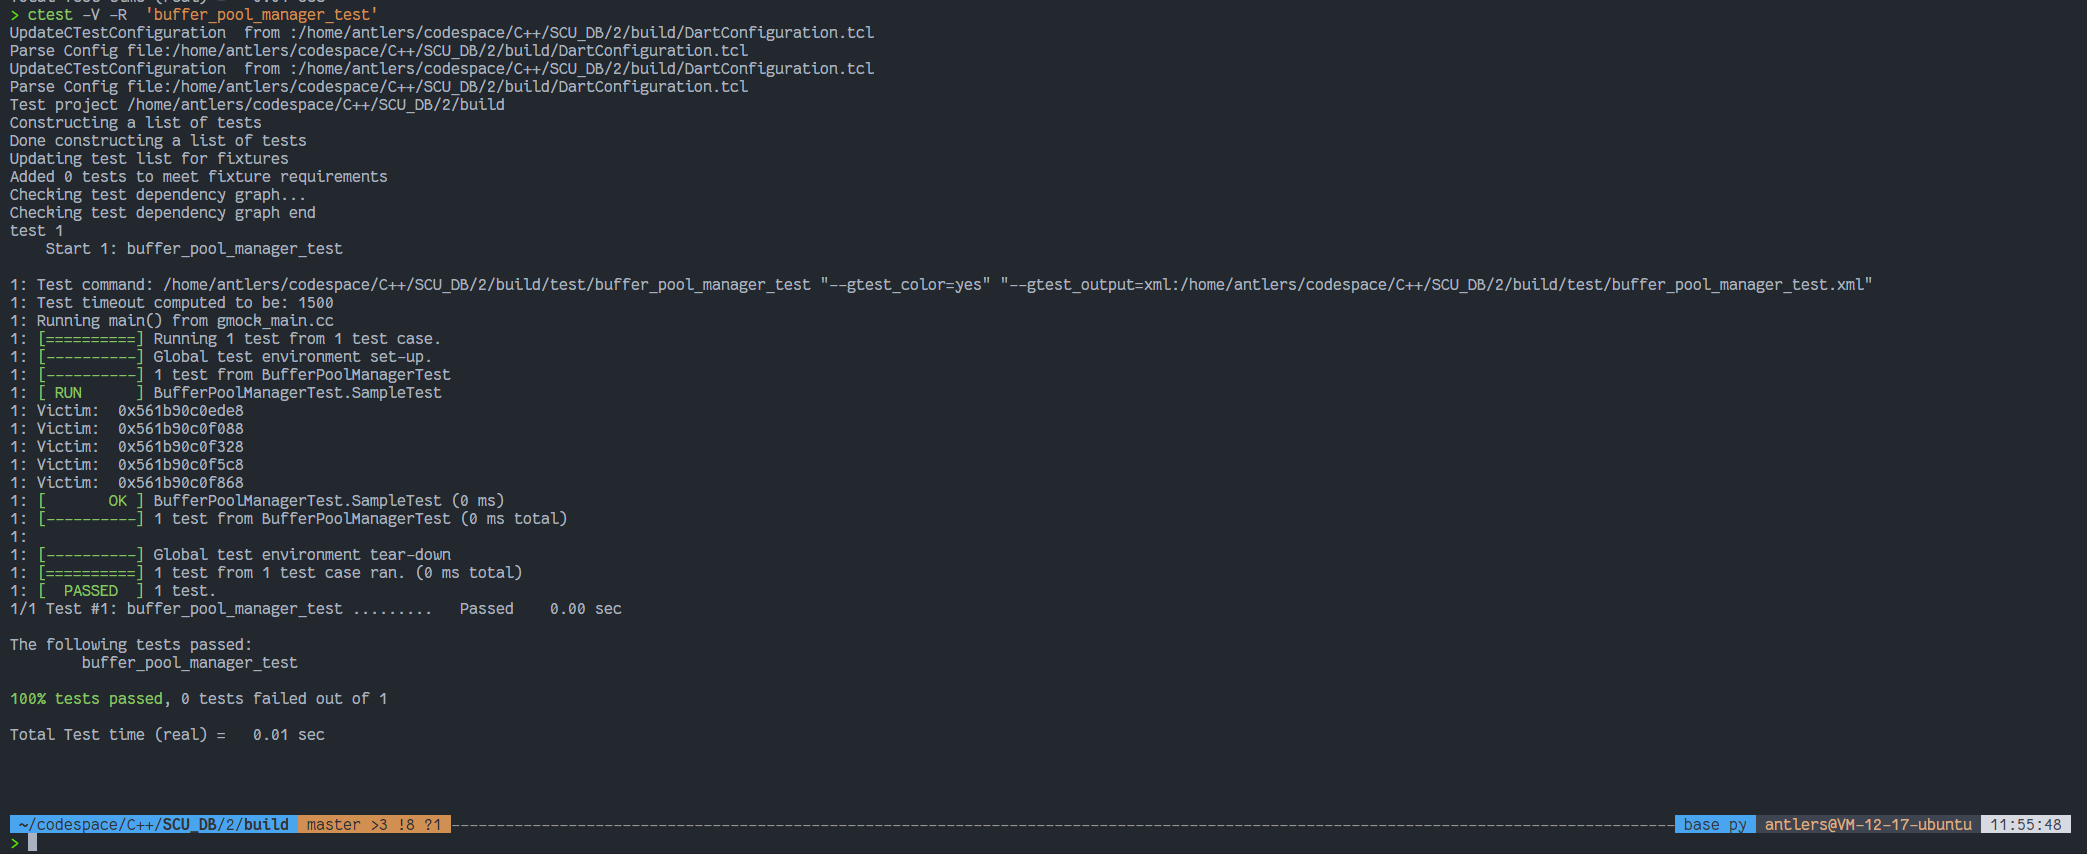 > ctest -V -R  'buffer_pool_manager_test'
UpdateCTestConfiguration  from :/home/antlers/codespace/C++/SCU_DB/2/build/DartConfiguration.tcl
Parse Config file:/home/antlers/codespace/C++/SCU_DB/2/build/DartConfiguration.tcl
UpdateCTestConfiguration  from :/home/antlers/codespace/C++/SCU_DB/2/build/DartConfiguration.tcl
Parse Config file:/home/antlers/codespace/C++/SCU_DB/2/build/DartConfiguration.tcl
Test project /home/antlers/codespace/C++/SCU_DB/2/build
Constructing a list of tests
Done constructing a list of tests
Updating test list for fixtures
Added 0 tests to meet fixture requirements
Checking test dependency graph...
Checking test dependency graph end
test 1
    Start 1: buffer_pool_manager_test

1: Test command: /home/antlers/codespace/C++/SCU_DB/2/build/test/buffer_pool_manager_test "--gtest_color=yes" "--gtest_output=xml:/home/antlers/codespace/C++/SCU_DB/2/build/test/buffer_pool_manager_test.xml"
1: Test timeout computed to be: 1500
1: Running main() from gmock_main.cc
1: [==========] Running 1 test from 1 test case.
1: [----------] Global test environment set-up.
1: [----------] 1 test from BufferPoolManagerTest
1: [ RUN      ] BufferPoolManagerTest.SampleTest
1: Victim:  0x561b90c0ede8
1: Victim:  0x561b90c0f088
1: Victim:  0x561b90c0f328
1: Victim:  0x561b90c0f5c8
1: Victim:  0x561b90c0f868
1: [       OK ] BufferPoolManagerTest.SampleTest (0 ms)
1: [----------] 1 test from BufferPoolManagerTest (0 ms total)
1:
1: [----------] Global test environment tear-down
1: [==========] 1 test from 1 test case ran. (0 ms total)
1: [  PASSED  ] 1 test.
1/1 Test #1: buffer_pool_manager_test .........   Passed    0.00 sec

The following tests passed:
        buffer_pool_manager_test

100% tests passed, 0 tests failed out of 1

Total Test time (real) =   0.01 sec

~/codespace/C++/SCU_DB/2/build  master >3 !8 ?1  base py  antlers@VM-12-17-ubuntu  11:55:48
>